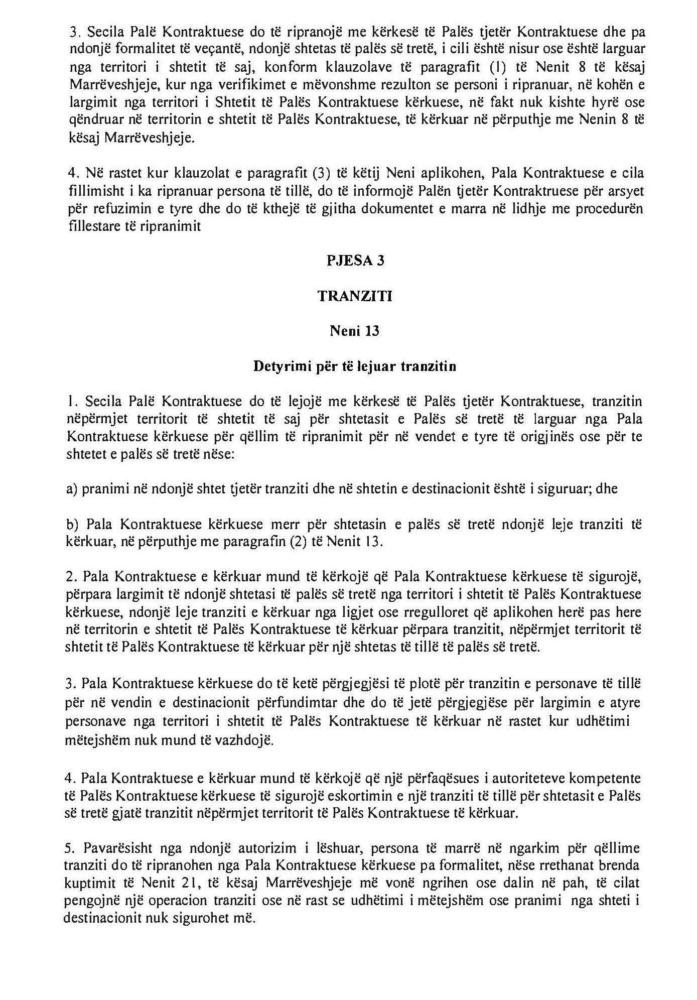 3. Secila Palë Kontraktuese do të ripranojë me kërkesë të Palës tjetër Kontraktuese dhe pa
ndonjë formalitet të veçantë, ndonjë shtetas të palës së tretë, i cili është nisur ose është larguar
nga territori i shtetit të saj, konform klauzolave të paragrafit (1) të Nenit 8 të kësaj
Marrëveshjeje, kur nga verifikimet e mëvonshme rezulton se personi i ripranuar, në kohën e
largimit nga territori i Shtetit të Palës Kontraktuese kërkuese, në fakt nuk kishte hyrë ose
qëndruar në territorin e shtetit të Palës Kontraktuese, të kërkuar në përputhje me Nenin 8 të
kësaj Marrëveshjeje.
4. Në rastet kur klauzolat e paragrafit (3) të këtij Neni aplikohen, Pala Kontraktuese e cila
fillimisht i ka ripranuar persona të tillë, do të informojë Palën tjetër Kontraktruese për arsyet
për refuzimin e tyre dhe do të kthejë të gjitha dokumentet e marra në lidhje me procedurën
fillestare të ripranimit
PJESA 3
TRANZITI
Neni 13
Detyrimi për të lejuar tranzitin
1. Secila Palë Kontraktuese do të lejojë me kërkesë të Palës tjetër Kontraktuese, tranzitin
nëpërmjet territorit të shtetit të saj për shtetasit e Palës së tretë të larguar nga Pala
Kontraktuese kërkuese për qëllim të ripranimit për në vendet e tyre të origjinës ose për te
shtetet e palës së tretë nëse:
a) pranimi në ndonjë shtet tjetër tranziti dhe në shtetin e destinacionit është i siguruar; dhe
b) Pala Kontraktuese kërkuese merr për shtetasin e palës së tretë ndonjë leje tranziti të
kërkuar, në përputhje me paragrafin (2) të Nenit 13.
2. Pala Kontraktuese e kërkuar mund të kërkojë që Pala Kontraktuese kërkuese të sigurojë,
përpara largimit të ndonjë shtetasi të palës së tretë nga territori i shtetit të Palës Kontraktuese
kërkuese, ndonjë leje tranziti e kërkuar nga ligjet ose rregulloret që aplikohen herë pas here
në territorin e shtetit të Palës Kontraktuese të kërkuar përpara tranzitit, nëpërmjet territorit të
shtetit të Palës Kontraktuese të kërkuar për një shtetas të tillë të palës së tretë.
3. Pala Kontraktuese kërkuese do të ketë përgjegjësi të plotë për tranzitin e personave të tillë
për në vendin e destinacionit përfundimtar dhe do të jetë përgjegjëse për largimin e atyre
personave nga territori i shtetit të Palës Kontraktuese të kërkuar në rastet kur udhëtimi
mëtejshëm nuk mund të vazhdojë.
4. Pala Kontraktuese e kërkuar mund të kërkojë që një përfaqësues i autoriteteve kompetente
të Palës Kontraktuese kërkuese të sigurojë eskortimin e një tranziti të tillë për shtetasit e Palës
së tretë gjatë tranzitit nëpërmjet territorit të Palës Kontraktuese të kërkuar.
5. Pavarësisht nga ndonjë autorizim i lëshuar, persona të marrë në ngarkim për qëllime
tranziti do të ripranohen nga Pala Kontraktuese kërkuese pa formalitet, nëse rrethanat brenda
kuptimit të Nenit 21, të kësaj Marrëveshjeje më vonë ngrihen ose dalin në pah, të cilat
pengojnë një operacion tranziti ose në rast se udhëtimi i mëtejshëm ose pranimi nga shteti i
destinacionit nuk sigurohet më.